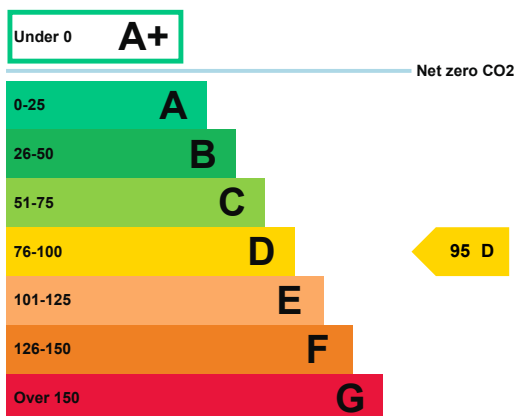 Under 0 A+
Net zero CO2
0-25 A
26-50 B
51-75 C
76-100 D 95 D
101-125 E
126-150 F
Over 150 G